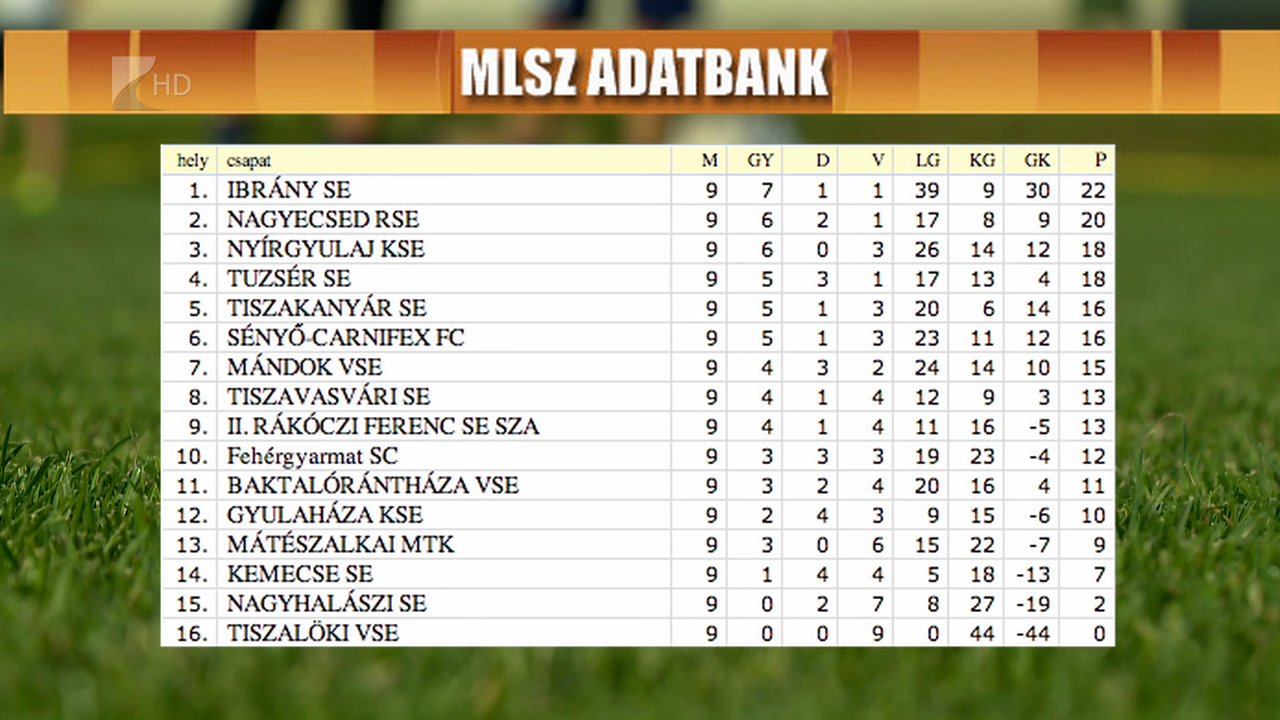 MLSZ ADATBANK
HD
hely csapat M GY D V LG KG GK P
1. IBRÁNY SE 9 7 1 1 39 9 30 22
2. NAGYECSED RSE 9 6 2 1 17 8 9 20
3. NYÍRGYULAJ KSE 9 6 0 3 26 14 12 18
4. TUZSÉR SE 9 5 3 1 17 13 4 18
5. TISZAKANYÁR SE 9 5 1 3 20 6 14 16
6. SÉNYŐ-CARNIFEX FC 9 5 1 3 23 11 12 16
7. MÁNDOK VSE 9 4 3 2 24 14 10 15
8. TISZAVASVÁRI SE 9 4 1 4 12 9 3 13
9. II. RÁKÓCZI FERENC SE SZA 9 4 1 4 11 16 -5 13
10. Fehérgyarmat SC 9 3 3 3 19 23 -4 12
11. BAKTALÓRÁNTHÁZA VSE 9 3 2 4 20 16 4 11
12. GYULAHÁZA KSE 9 2 4 3 9 15 -6 10
13. MÁTÉSZALKAI MTK 9 3 0 6 15 22 -7 9
14. KEMECSE SE 9 1 4 4 5 18 -13 7
15. NAGYHALÁSZI SE 9 0 2 7 8 27 -19 2
16. TISZALÖKI VSE 9 0 0 9 0 44 -44 0